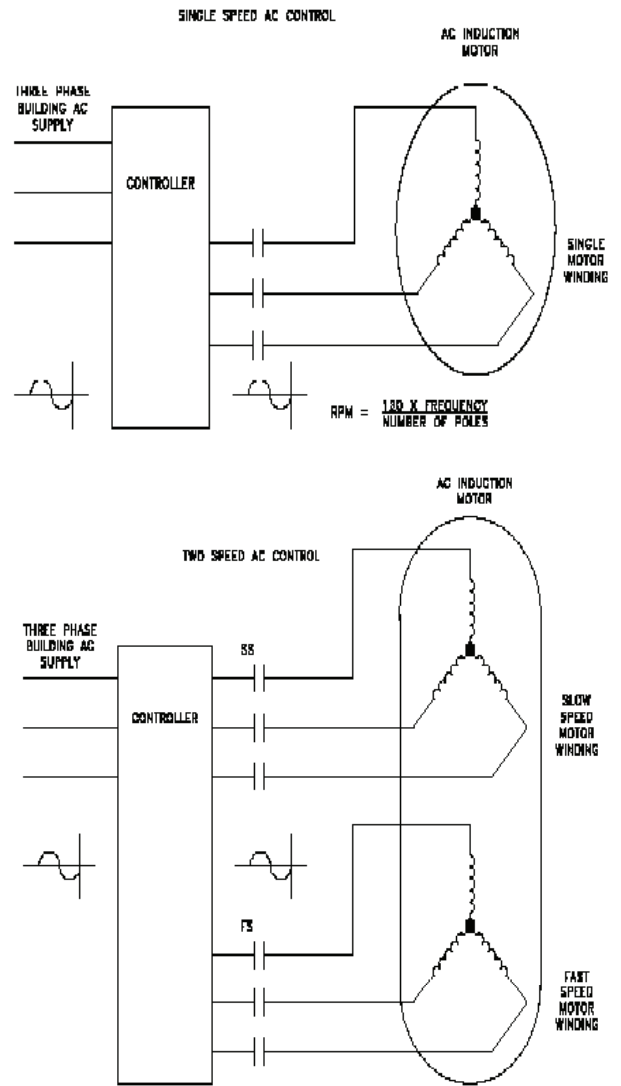 SINGLE SPEED AC CONTROL
AC INDUCTION
MOTOR
THREE PHASE
BUILDING AC
SUPPLY
CONTROLLER
SINGLE
MOTOR
WINDING
RPM = 120 X FREQUENCY
NUMBER OF POLES
AC INDUCTION
MOTOR
TWO SPEED AC CONTROL
THREE PHASE
BUILDING AC
SUPPLY
SS
CONTROLLER
SLOW
SPEED
MOTOR
WINDING
FS
FAST
SPEED
MOTOR
WINDING